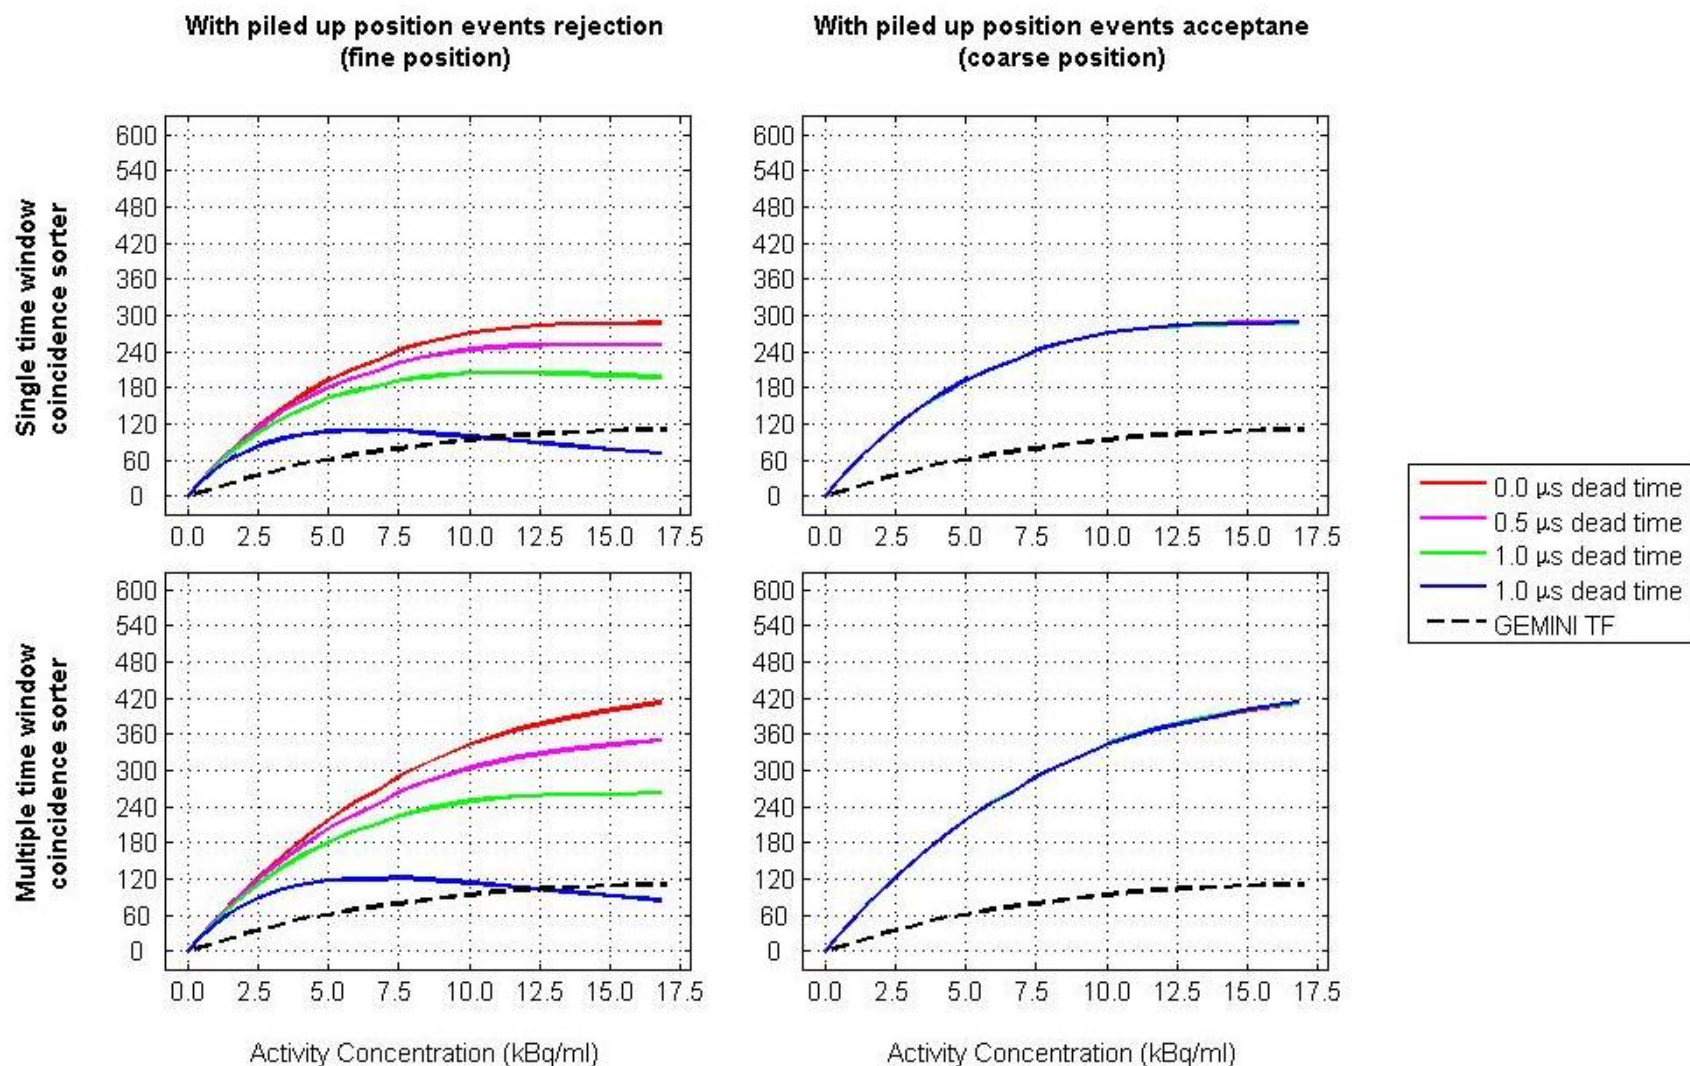 With piled up position events rejection
(fine position)
With piled up position events acceptane
(coarse position)
Single time window
coincidence sorter
600
540
480
420
360
300
240
180
120
60
0
0.0 2.5 5.0 7.5 10.0 12.5 15.0 17.5
600
540
480
420
360
300
240
180
120
60
0
0.0 2.5 5.0 7.5 10.0 12.5 15.0 17.5
0.0 μs dead time
0.5 μs dead time
1.0 μs dead time
1.0 μs dead time
GEMINI TF
Multiple time window
coincidence sorter
600
540
480
420
360
300
240
180
120
60
0
0.0 2.5 5.0 7.5 10.0 12.5 15.0 17.5
Activity Concentration (kBq/ml)
600
540
480
420
360
300
240
180
120
60
0
0.0 2.5 5.0 7.5 10.0 12.5 15.0 17.5
Activity Concentration (kBq/ml)